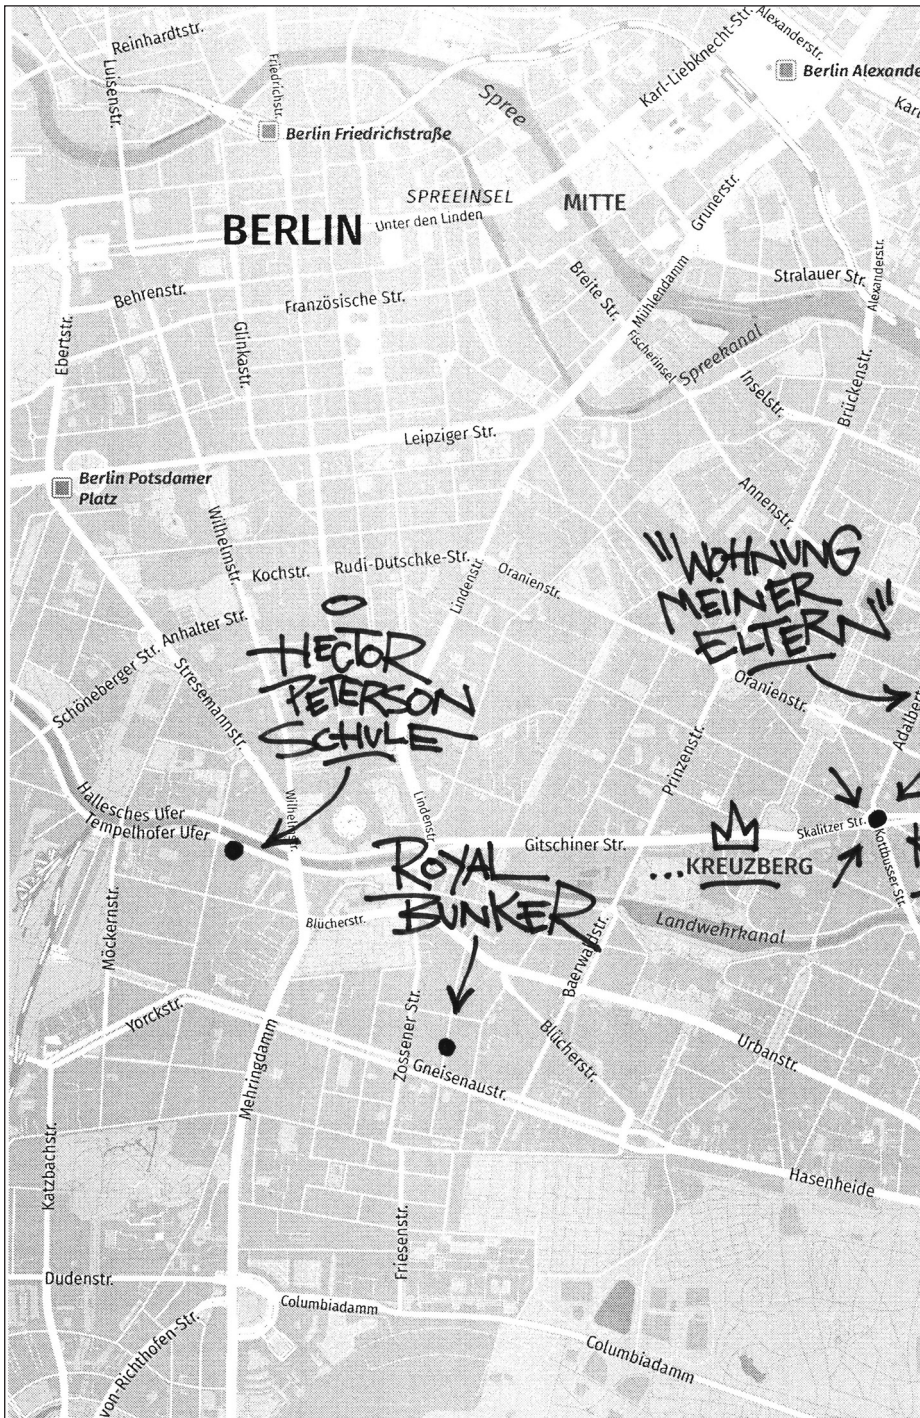 Reinhardtstr.
Luisenstr.
Friedrichstr.
Berlin Friedrichstraße
Spree
Karl-Liebknecht-Str.
Alexanderstr.
Berlin Alexande
Karl
SPREEINSEL
MITTE
BERLIN
Unter den Linden
Grunerstr.
Stralauer Str.
Alexanderstr.
Behrenstr.
Französische Str.
Breite Str.
Mühlendamm
Ebertstr.
Glinkastr.
Fischerinsel
Spreekanal
Inselstr.
Brückenstr.
Leipziger Str.
Berlin Potsdamer
Platz
Annenstr.
Wilhelmstr.
Kochstr.
Rudi-Dutschke-Str.
Lindenstr.
Oranienstr.
"WOHNUNG
MEINER
ELTERN"
Schöneberger Str.
Anhalter Str.
HECTOR
PETERSON
SCHULE
Stresemannstr.
Oranienstr.
Adalber
Prinzenstr.
Hallesches Ufer
Tempelhofer Ufer
Wilhelmstr.
Lindenstr.
Gitschiner Str.
Skalitzer Str.
...KREUZBERG
Kottbusser Str.
ROYAL
BUNKER
Möckernstr.
Blücherstr.
Baerwaldstr.
Landwehrkanal
Yorckstr.
Mehringdamm
Zossener Str.
Gneisenaustr.
Blücherstr.
Urbanstr.
Katzbachstr.
Hasenheide
Friesenstr.
Dudenstr.
Columbiadamm
von-Richthofen-Str.
Columbiadamm